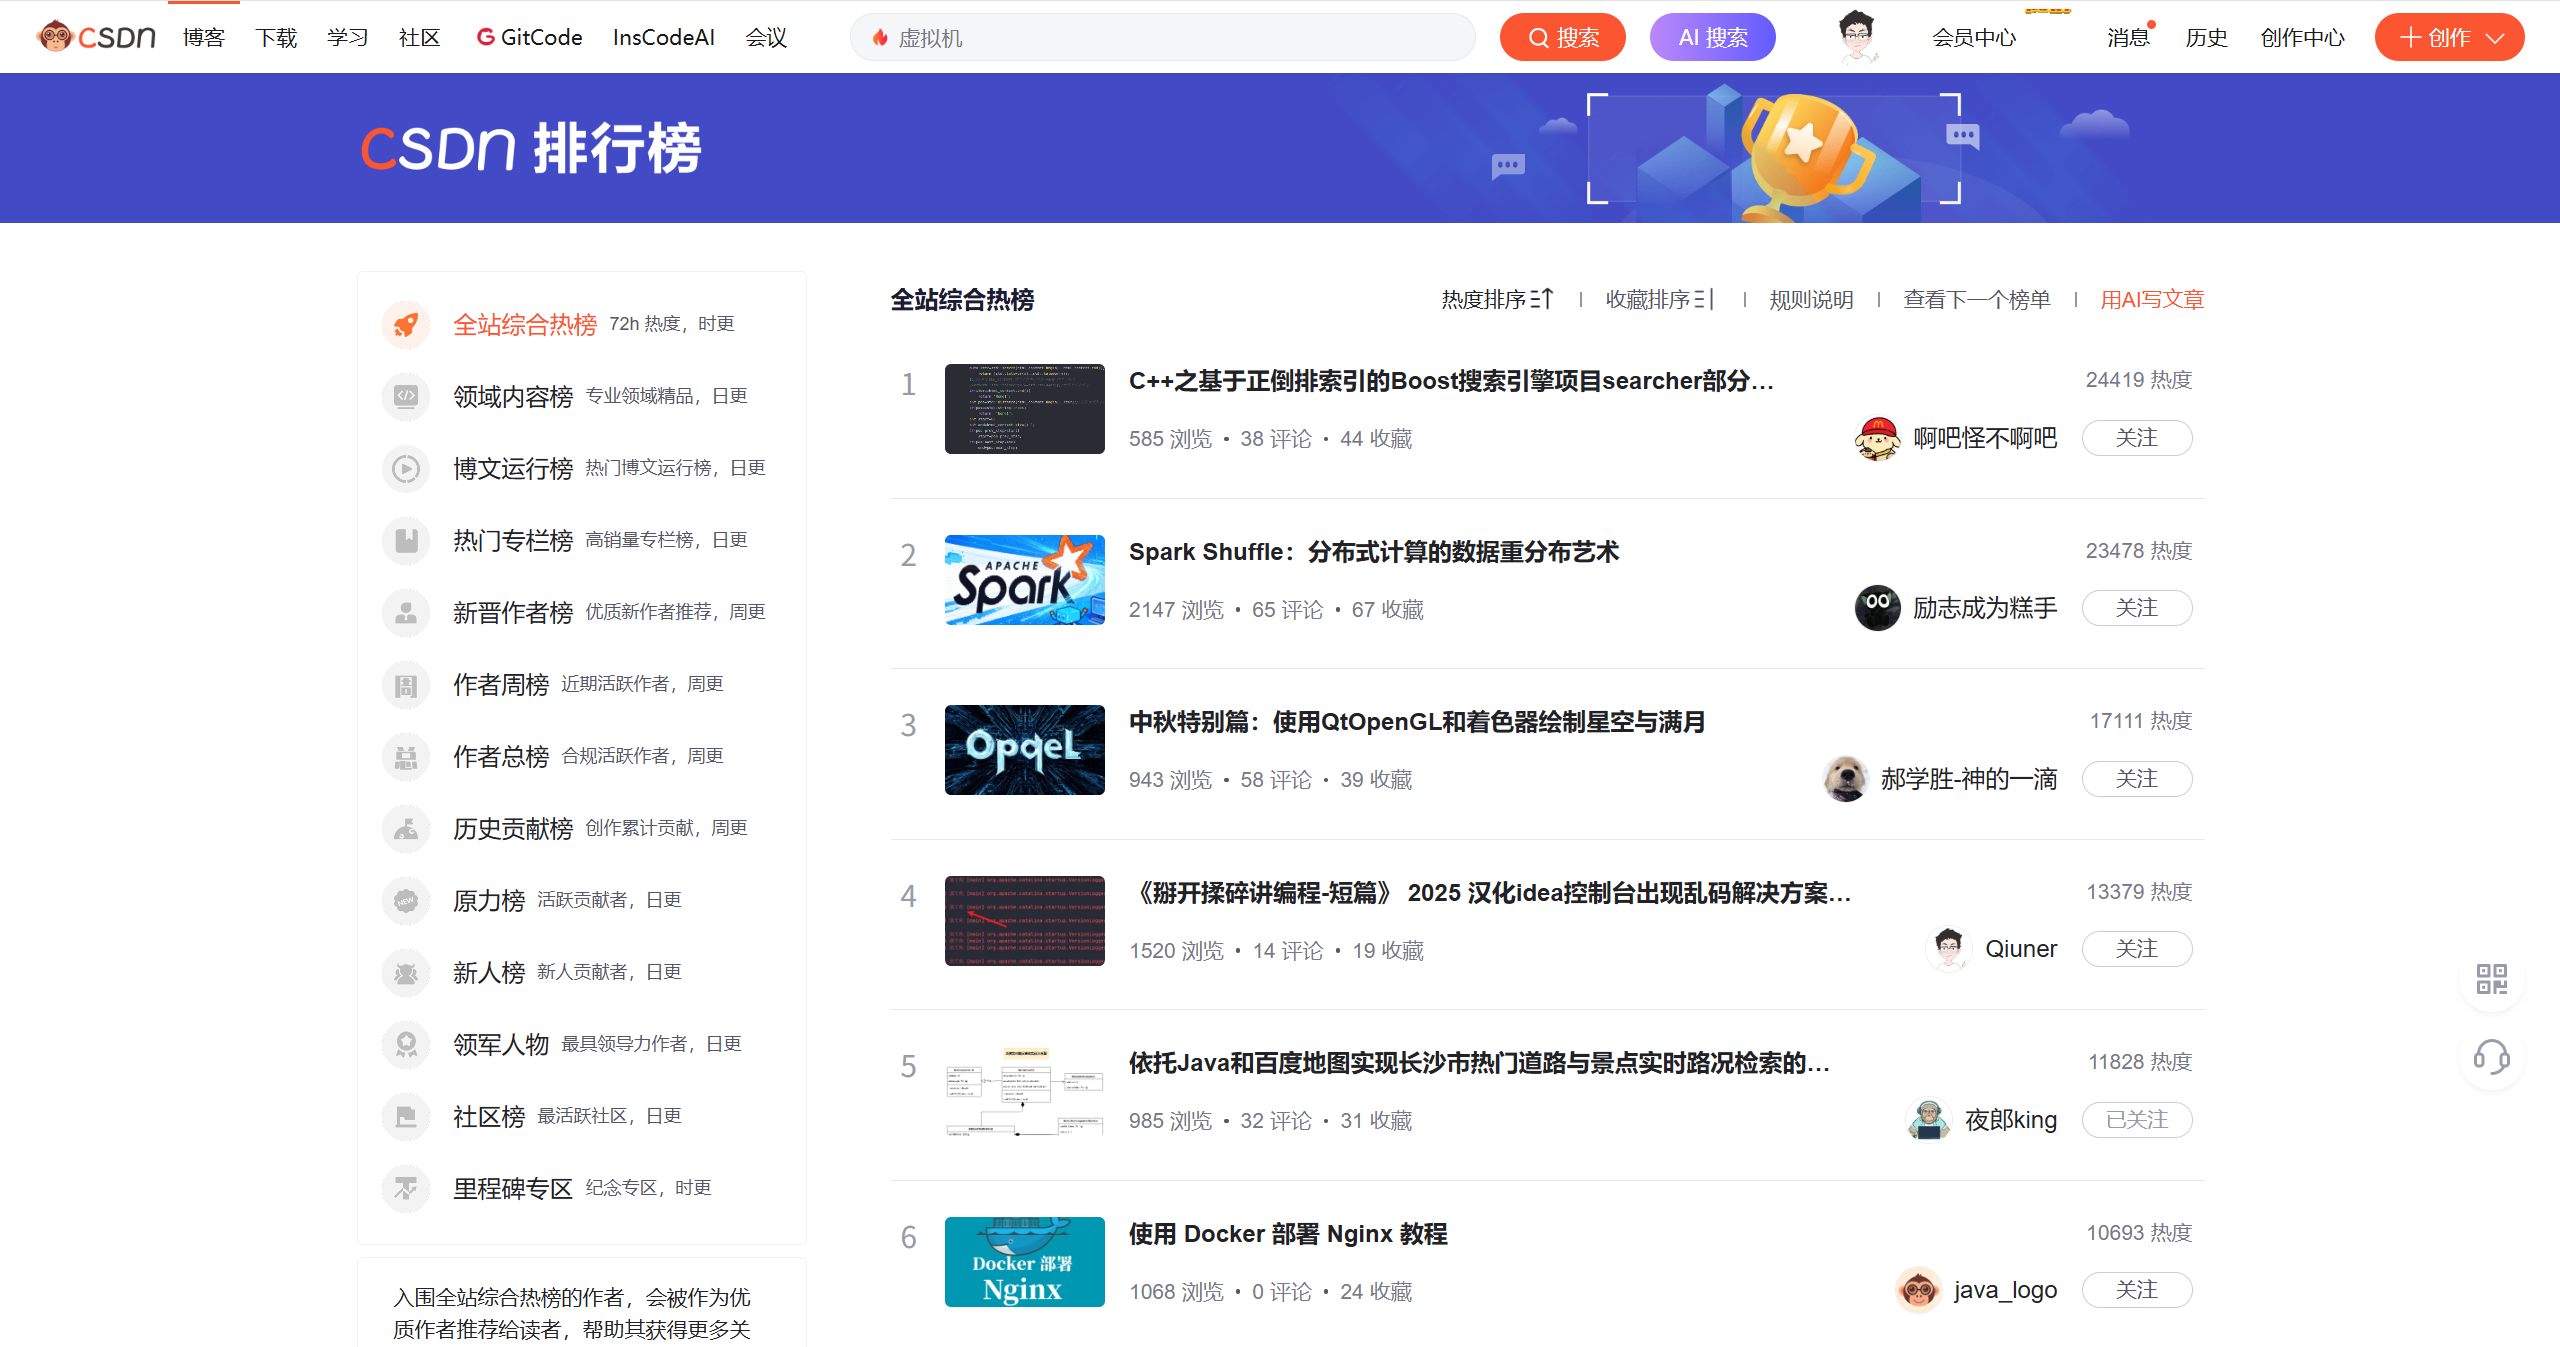 CSDN 博客 下载 学习 社区 GitCode InsCodeAI 会议 虚拟机 搜索 AI 搜索 会员中心 消息 历史 创作中心 创作
CSDN 排行榜
全站综合热榜 72h 热度，时更
领域内容榜 专业领域精品，日更
博文运行榜 热门博文运行榜，日更
热门专栏榜 高销量专栏榜，日更
新晋作者榜 优质新作者推荐，周更
作者周榜 近期活跃作者，周更
作者总榜 合规活跃作者，周更
历史贡献榜 创作累计贡献，周更
NEW 原力榜 活跃贡献者，日更
新人榜 新人贡献者，日更
领军人物 最具领导力作者，日更
社区榜 最活跃社区，日更
里程碑专区 纪念专区，时更
入围全站综合热榜的作者，会被作为优
质作者推荐给读者，帮助其获得更多关
全站综合热榜 热度排序 收藏排序 规则说明 查看下一个榜单 用AI写文章
1 C++之基于正倒排索引的Boost搜索引擎项目searcher部分… 24419 热度
585 浏览 • 38 评论 • 44 收藏 啊吧怪不啊吧 关注
2 Spark Shuffle：分布式计算的数据重分布艺术 23478 热度
APACHE
Spark
2147 浏览 • 65 评论 • 67 收藏 励志成为糕手 关注
3 中秋特别篇：使用QtOpenGL和着色器绘制星空与满月 17111 热度
943 浏览 • 58 评论 • 39 收藏 郝学胜-神的一滴 关注
4 《掰开揉碎讲编程-短篇》 2025 汉化idea控制台出现乱码解决方案… 13379 热度
1520 浏览 • 14 评论 • 19 收藏 Qiuner 关注
5 依托Java和百度地图实现长沙市热门道路与景点实时路况检索的… 11828 热度
985 浏览 • 32 评论 • 31 收藏 夜郎king 已关注
6 使用 Docker 部署 Nginx 教程 10693 热度
Docker 部署
Nginx
1068 浏览 • 0 评论 • 24 收藏 java_logo 关注